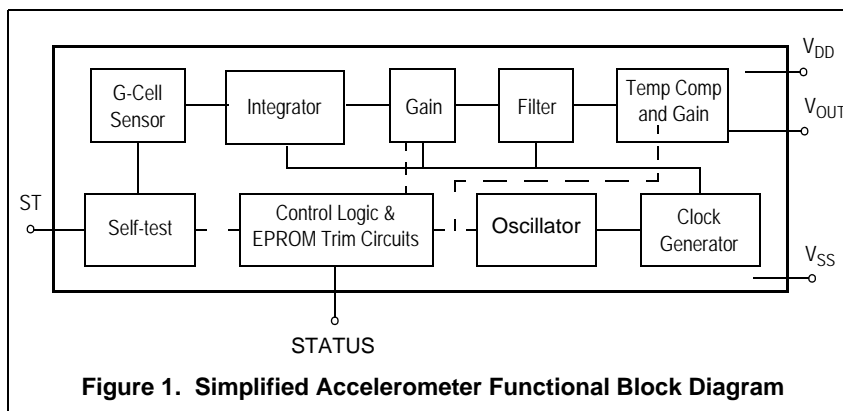 V_DD
G-Cell
Sensor
Integrator
Gain
Filter
Temp Comp
and Gain
V_OUT
ST
Self-test
Control Logic &
EPROM Trim Circuits
Oscillator
Clock
Generator
V_SS
STATUS
Figure 1. Simplified Accelerometer Functional Block Diagram